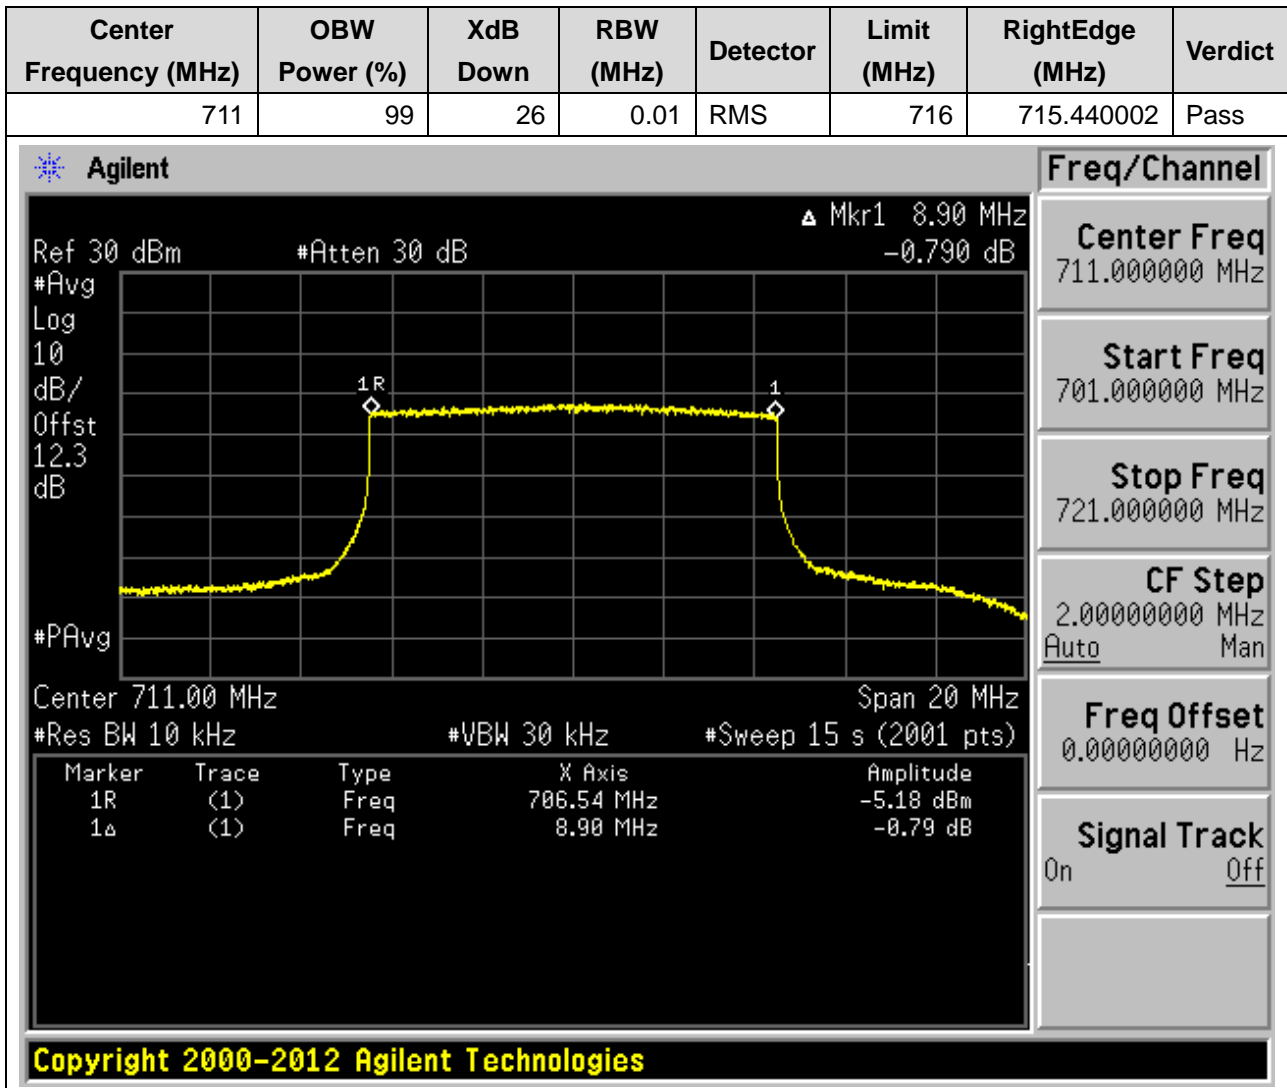 Center Frequency (MHz) OBW Power (%) XdB Down RBW (MHz) Detector Limit (MHz) RightEdge (MHz) Verdict
711 99 26 0.01 RMS 716 715.440002 Pass
Agilent Freq/Channel
Δ Mkr1 8.90 MHz
Ref 30 dBm #Atten 30 dB -0.790 dB
#Avg
Log
10
dB/
Offst
12.3
dB
#PAvg
1R
1
Center 711.00 MHz Span 20 MHz
#Res BW 10 kHz #VBW 30 kHz #Sweep 15 s (2001 pts)
Marker Trace Type X Axis Amplitude
1R (1) Freq 706.54 MHz -5.18 dBm
1Δ (1) Freq 8.90 MHz -0.79 dB
Center Freq
711.000000 MHz
Start Freq
701.000000 MHz
Stop Freq
721.000000 MHz
CF Step
2.00000000 MHz
Auto Man
Freq Offset
0.00000000 Hz
Signal Track
On Off
Copyright 2000-2012 Agilent Technologies